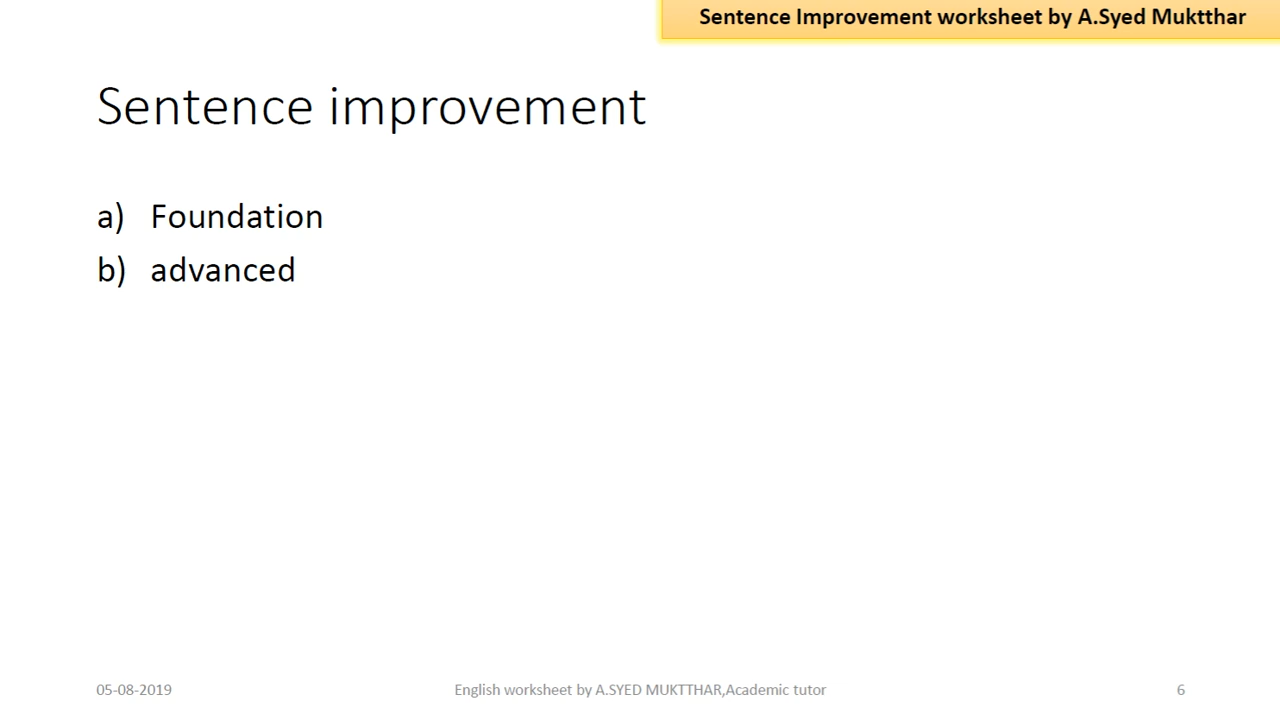 Sentence Improvement worksheet by A.Syed Muktthar
Sentence improvement
a) Foundation
b) advanced
05-08-2019
English worksheet by A.SYED MUKTTHAR,Academic tutor
6